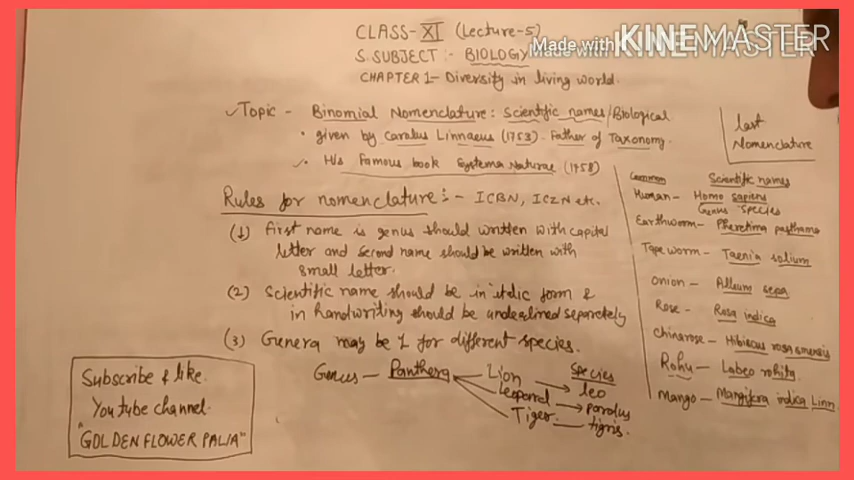 CLASS-XI (Lecture-5)
S. SUBJECT :- BIOLOGY
Made with KINEMASTER
CHAPTER 1- Diversity in living world.
Topic - Binomial Nomenclature: Scientific names/Biological
given by Carolus Linnaeus (1753). Father of Taxonomy.
His famous book Systema Naturae (1758)
last
Nomenclature
Rules for nomenclature :- ICBN, ICZN etc.
(1) First name is genus should written with capital
letter and second name should be written with
small letter.
(2) Scientific name should be in italic form &
in handwriting should be underlined separetely
(3) Genera may be 1 for different species.
Genus - Panthera - Lion
Leopard
Tiger
Species
leo
pardus
tigris.
Common Scientific names
Human - Homo sapiens
Genus species
Earthworm - Pheretima posthuma
Tapeworm - Taenia solium
Onion - Allium sepa
Rose - Rosa indica
Chinarose - Hibiscus rosa sinensis
Rohu - Labeo rohita
Mango - Mangifera indica Linn
Subscribe & like
Youtube channel
"GOLDEN FLOWER PALIA"